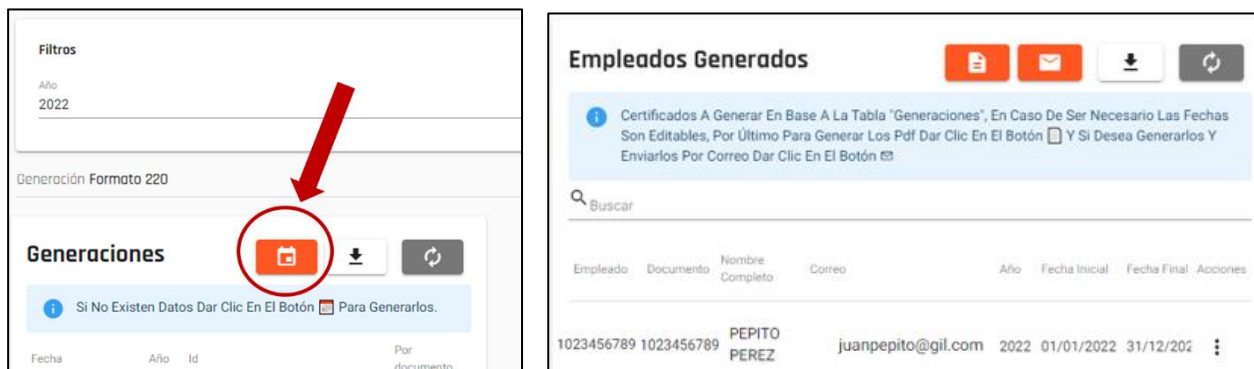 Filtros
Año
2022
Generación Formato 220
Generaciones
Si No Existen Datos Dar Clic En El Botón Para Generarlos.
Fecha Año Id Por
documento
Empleados Generados
Certificados A Generar En Base A La Tabla "Generaciones", En Caso De Ser Necesario Las Fechas
Son Editables, Por Último Para Generar Los Pdf Dar Clic En El Botón Y Si Desea Generarlos Y
Enviarlos Por Correo Dar Clic En El Botón
Buscar
Empleado Documento Nombre Completo Correo Año Fecha Inicial Fecha Final Acciones
1023456789 1023456789 PEPITO PEREZ juanpepito@gil.com 2022 01/01/2022 31/12/202